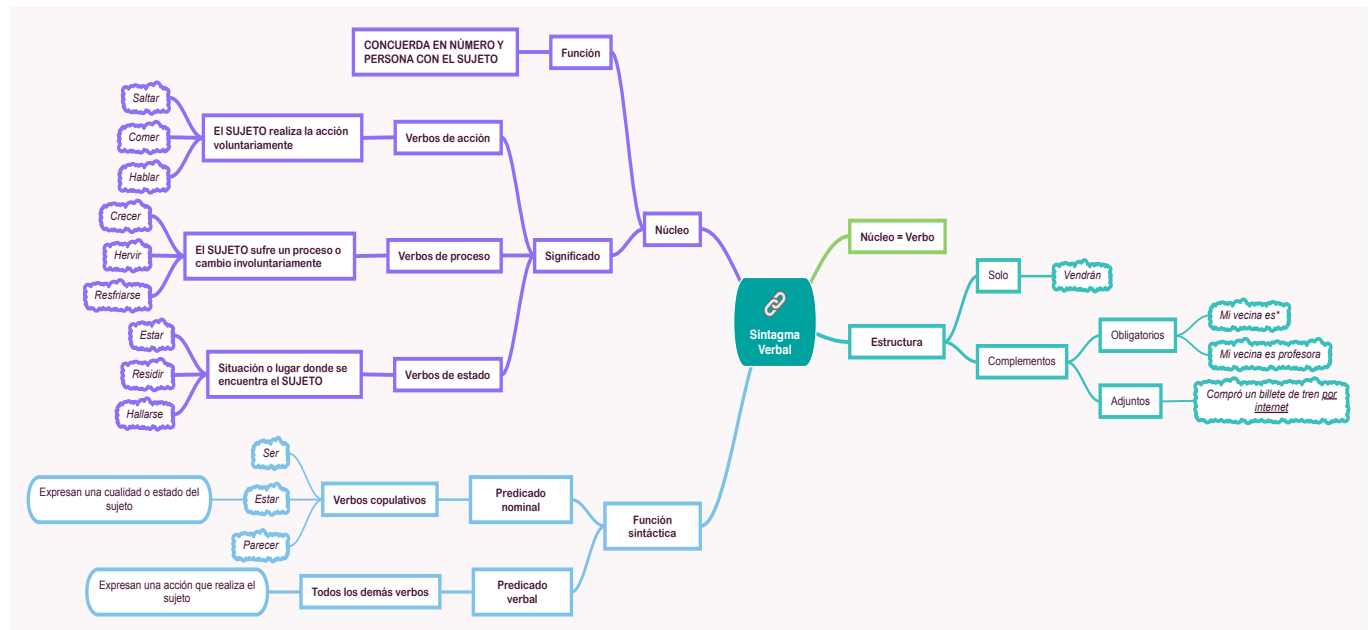 Sintagma
Verbal
Núcleo
Función
CONCUERDA EN NÚMERO Y
PERSONA CON EL SUJETO
Significado
Verbos de acción
El SUJETO realiza la acción
voluntariamente
Saltar
Comer
Hablar
Verbos de proceso
El SUJETO sufre un proceso o
cambio involuntariamente
Crecer
Hervir
Resfriarse
Verbos de estado
Situación o lugar donde se
encuentra el SUJETO
Estar
Residir
Hallarse
Función
sintáctica
Predicado
nominal
Verbos copulativos
Ser
Estar
Parecer
Expresan una cualidad o estado del
sujeto
Predicado
verbal
Todos los demás verbos
Expresan una acción que realiza el
sujeto
Núcleo = Verbo
Estructura
Solo
Vendrán
Complementos
Obligatorios
Mi vecina es*
Mi vecina es profesora
Adjuntos
Compró un billete de tren por
internet